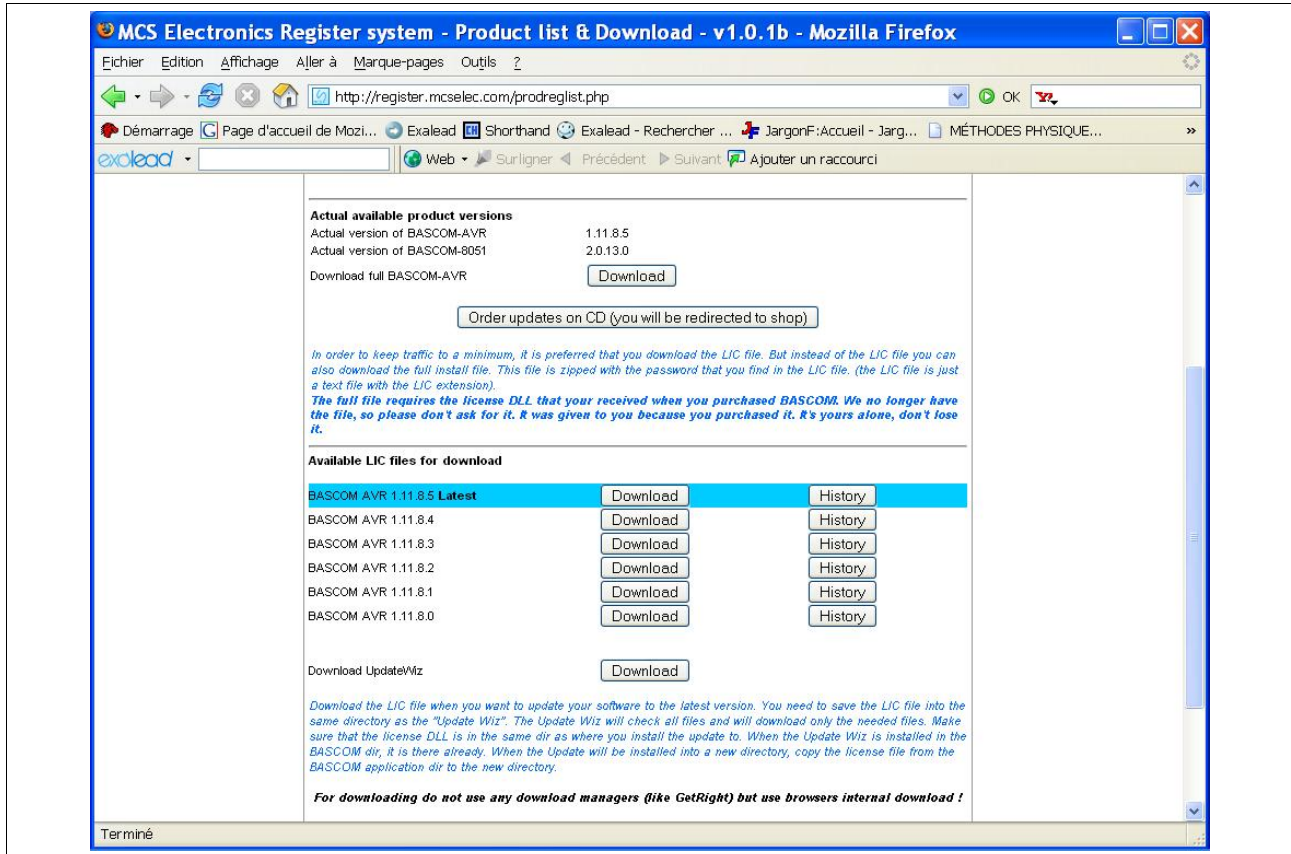 MCS Electronics Register system - Product list & Download - v1.0.1b - Mozilla Firefox
Eichier Edition Affichage Aller à Marque-pages Outils ?
http://register.mcselec.com/prodreglist.php OK
Démarrage Page d'accueil de Mozi... Exalead Shorthand Exalead - Rechercher ... JargonF:Accueil - Jarg... MÉTHODES PHYSIQUE... »
exalead Web Surligner Précédent Suivant Ajouter un raccourci
Actual available product versions
Actual version of BASCOM-AVR 1.11.8.5
Actual version of BASCOM-8051 2.0.13.0
Download full BASCOM-AVR Download
Order updates on CD (you will be redirected to shop)
In order to keep traffic to a minimum, it is preferred that you download the LIC file. But instead of the LIC file you can
also download the full install file. This file is zipped with the password that you find in the LIC file. (the LIC file is just
a text file with the LIC extension).
The full file requires the license DLL that your received when you purchased BASCOM. We no longer have
the file, so please don't ask for it. It was given to you because you purchased it. It's yours alone, don't lose
it.
Available LIC files for download
BASCOM AVR 1.11.8.5 Latest Download History
BASCOM AVR 1.11.8.4 Download History
BASCOM AVR 1.11.8.3 Download History
BASCOM AVR 1.11.8.2 Download History
BASCOM AVR 1.11.8.1 Download History
BASCOM AVR 1.11.8.0 Download History
Download UpdateWiz Download
Download the LIC file when you want to update your software to the latest version. You need to save the LIC file into the
same directory as the "Update Wiz". The Update Wiz will check all files and will download only the needed files. Make
sure that the license DLL is in the same dir as where you install the update to. When the Update Wiz is installed in the
BASCOM dir, it is there already. When the Update will be installed into a new directory, copy the license file from the
BASCOM application dir to the new directory.
For downloading do not use any download managers (like GetRight) but use browsers internal download !
Terminé